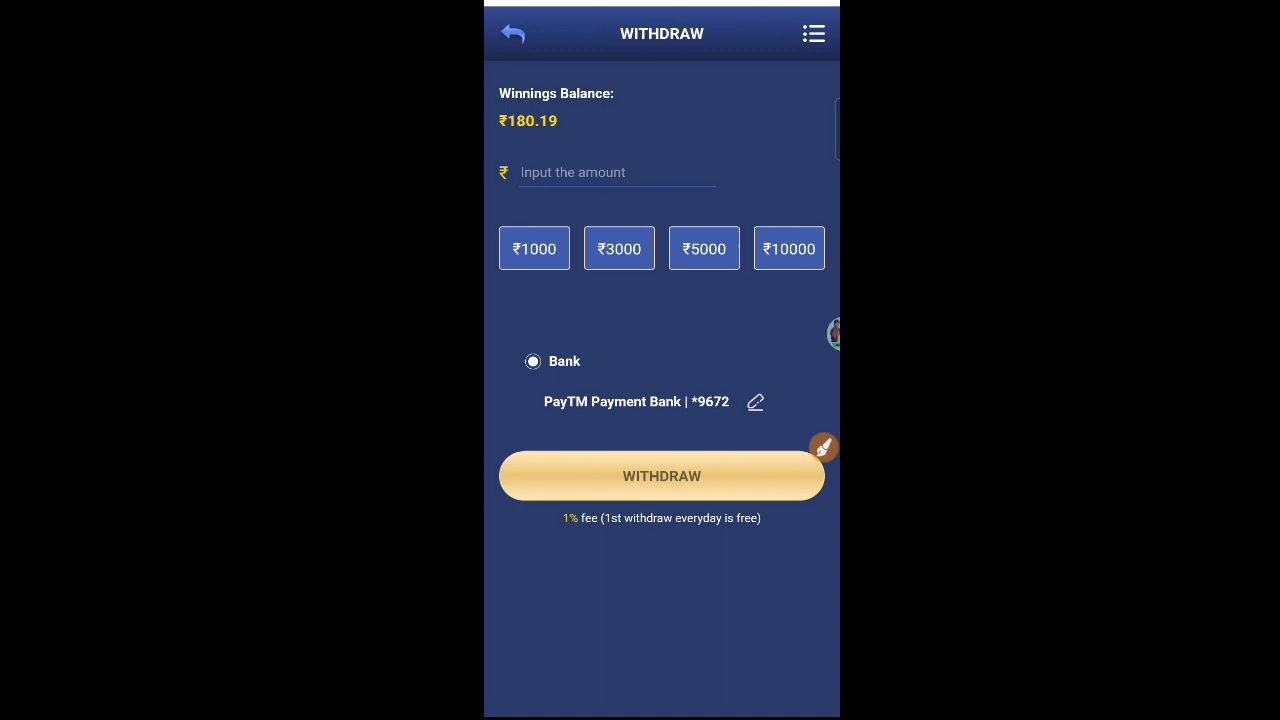 WITHDRAW
Winnings Balance:
₹180.19
₹ Input the amount
₹1000 ₹3000 ₹5000 ₹10000
Bank
PayTM Payment Bank | *9672
WITHDRAW
1% fee (1st withdraw everyday is free)